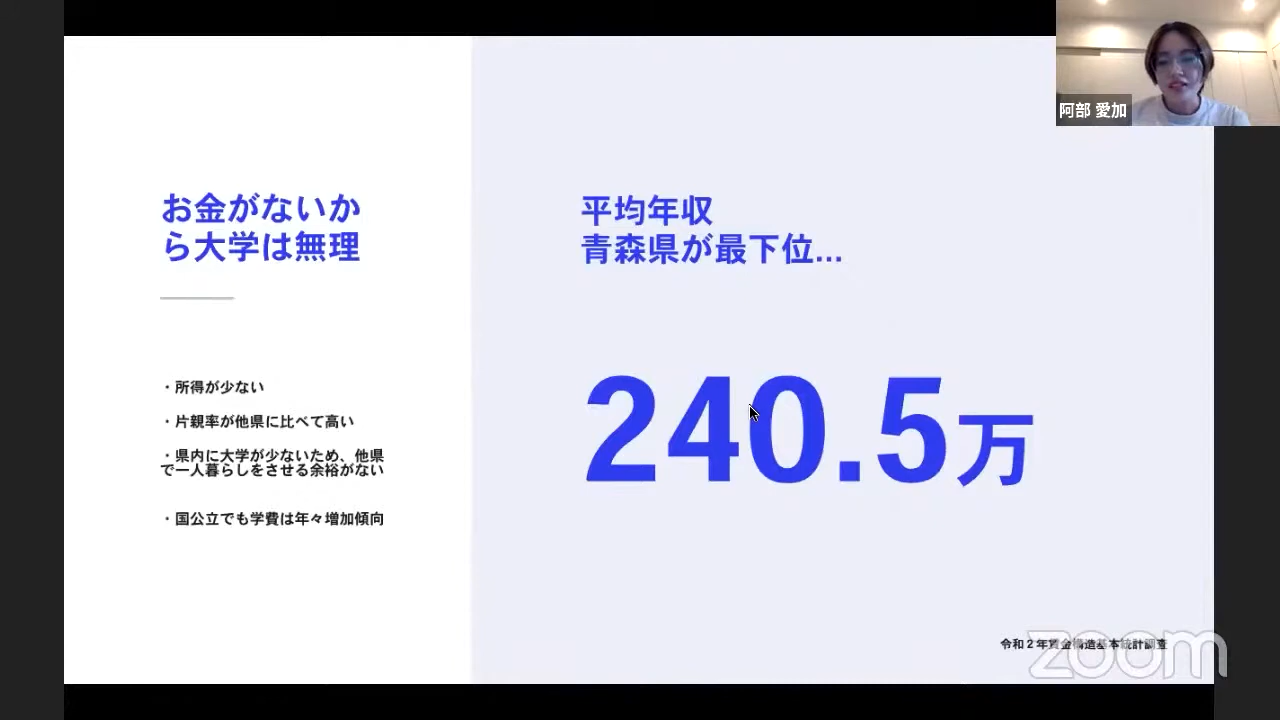 阿部 愛加
お金がないか
ら大学は無理
・所得が少ない
・片親率が他県に比べて高い
・県内に大学が少ないため、他県
で一人暮らしをさせる余裕がない
・国公立でも学費は年々増加傾向
平均年収
青森県が最下位...
240.5万
令和2年賃金構造基本統計調査
zoom